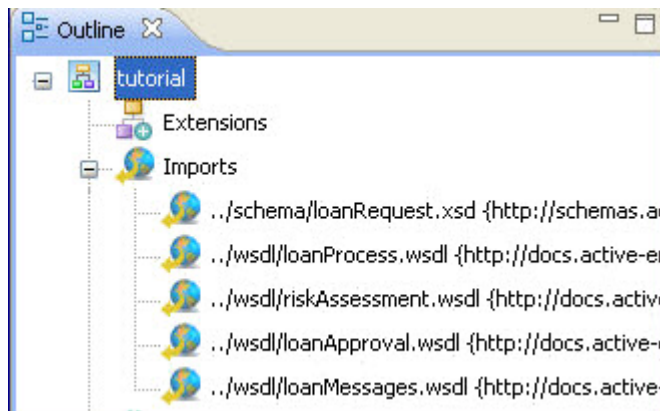 Outline
tutorial
Extensions
Imports
../schema/loanRequest.xsd {http://schemas.a
../wsdl/loanProcess.wsdl {http://docs.active-e
../wsdl/riskAssessment.wsdl {http://docs.activ
../wsdl/loanApproval.wsdl {http://docs.active-
../wsdl/loanMessages.wsdl {http://docs.active